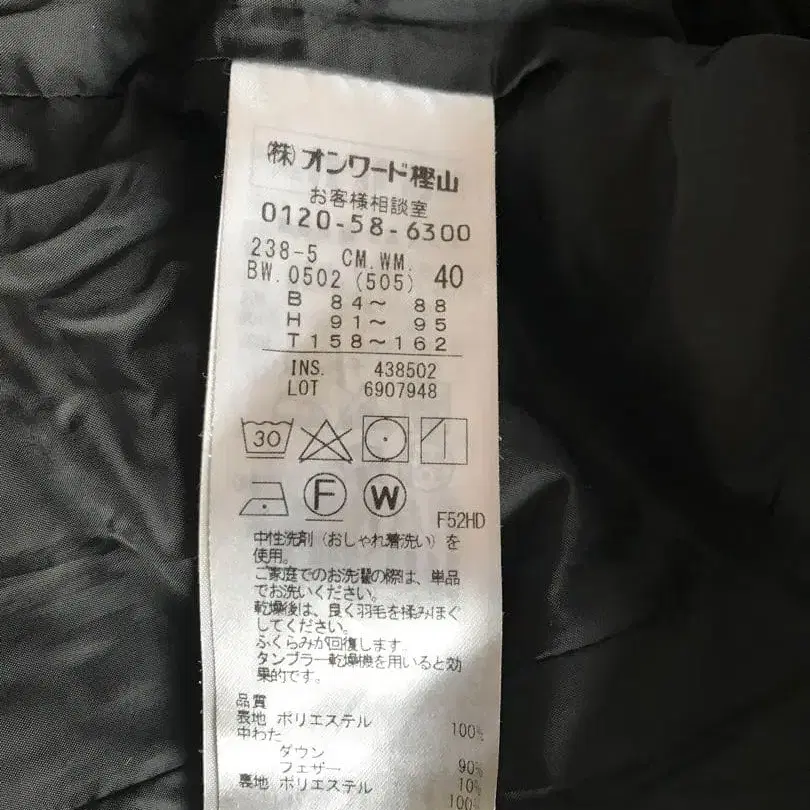 (株)オンワード樫山
お客様相談室
0120-58-6300
238-5 CM.WM.
BW.0502 (505) 40
B 84～ 88
H 91～ 95
T 158～162
INS. 438502
LOT 6907948
30
F W
F52HD
中性洗剤（おしゃれ着洗い）を
使用。
ご家庭でのお洗濯の際は、単品
でお洗いください。
乾燥後は、良く羽毛を揉みほぐ
してください。
ふくらみが回復します.
タンブラー乾燥機を用いると効
果的です。
品質
表地 ポリエステル 100%
中わた
ダウン 90%
フェザー 10%
裏地 ポリエステル 100%